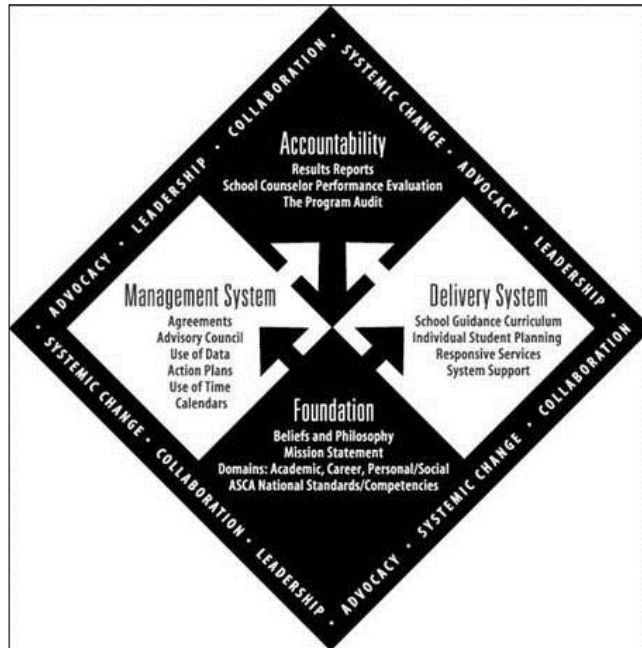 ADVOCACY • LEADERSHIP • COLLABORATION •
SYSTEMIC CHANGE • ADVOCACY • LEADERSHIP •
Accountability
Results Reports
School Counselor Performance Evaluation
The Program Audit
Management System
Agreements
Advisory Council
Use of Data
Action Plans
Use of Time
Calendars
Delivery System
School Guidance Curriculum
Individual Student Planning
Responsive Services
System Support
Foundation
Beliefs and Philosophy
Mission Statement
Domains: Academic, Career, Personal/Social
ASCA National Standards/Competencies
• SYSTEMIC CHANGE • COLLABORATION • LEADERSHIP •
ADVOCACY • SYSTEMIC CHANGE • COLLABORATION